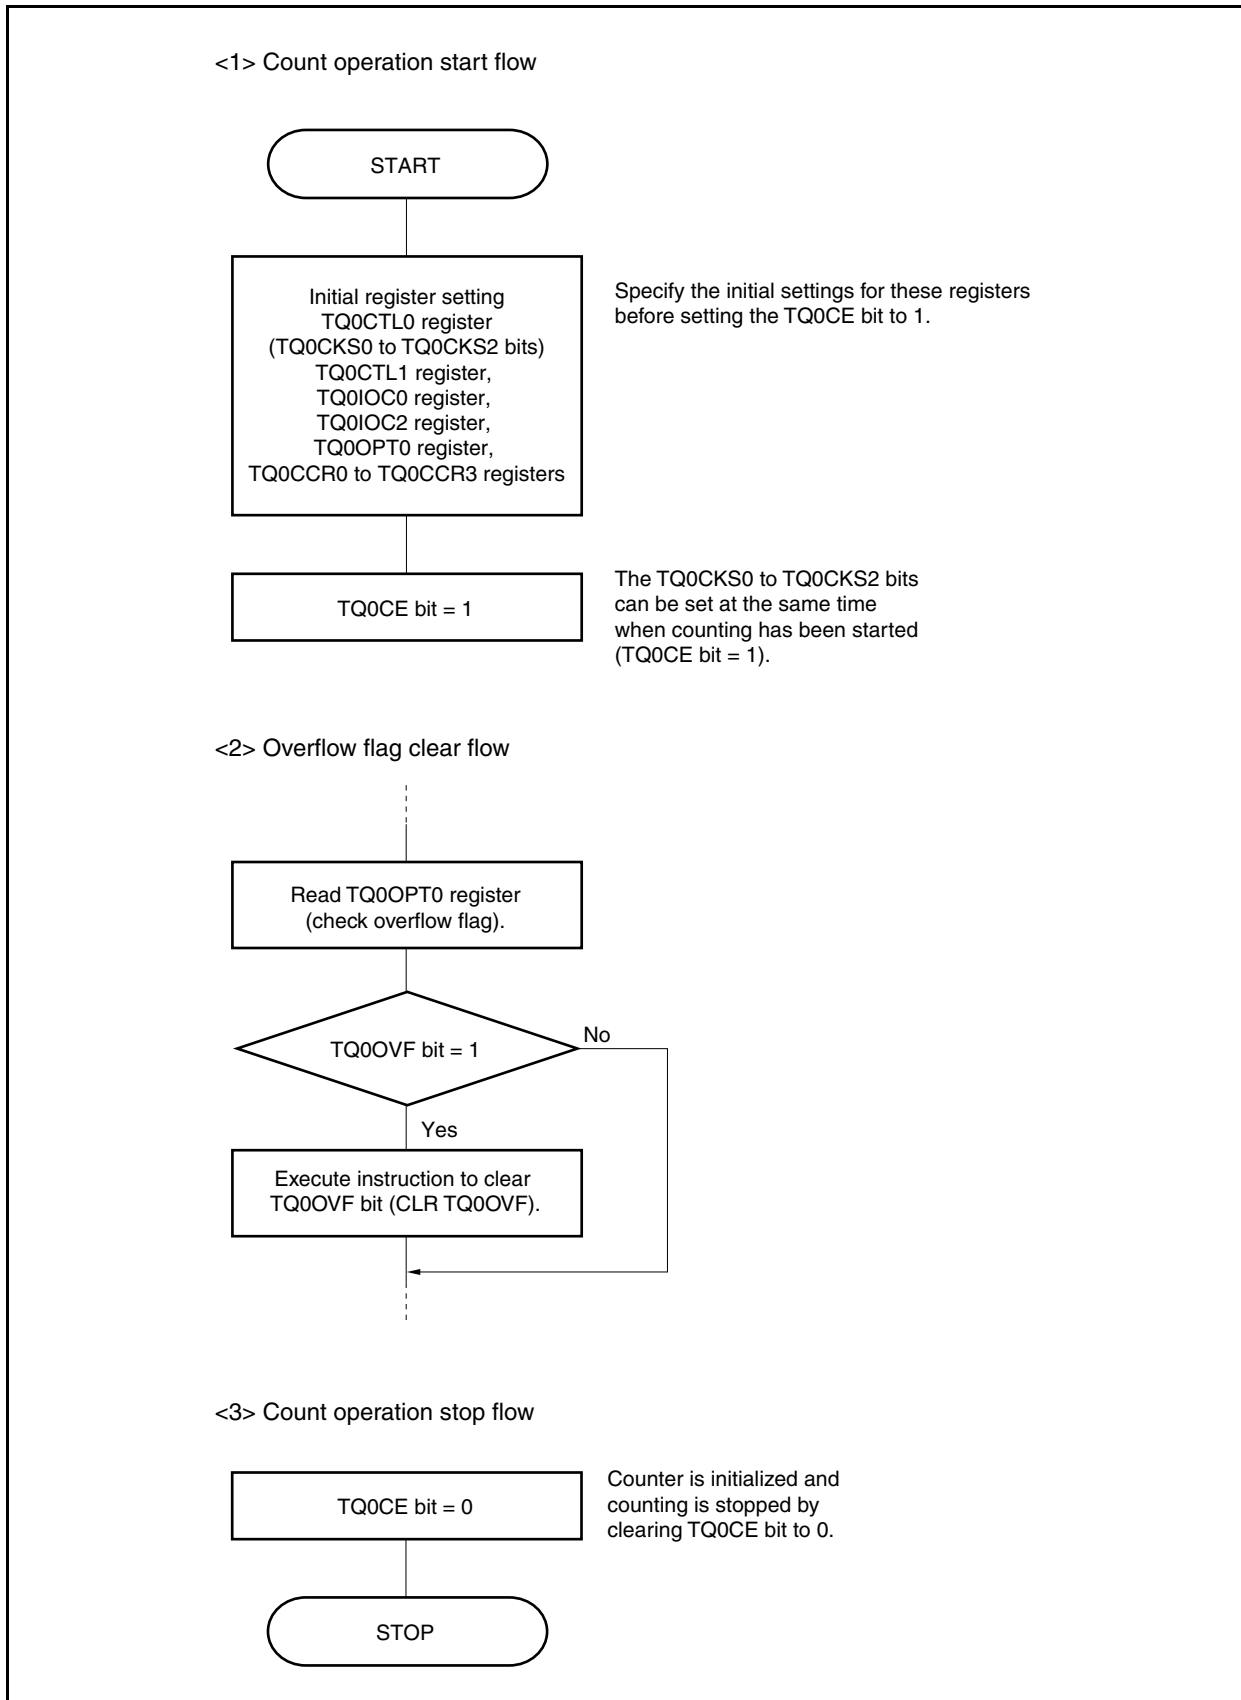 <1> Count operation start flow
START
Initial register setting
TQ0CTL0 register
(TQ0CKS0 to TQ0CKS2 bits)
TQ0CTL1 register,
TQ0IOC0 register,
TQ0IOC2 register,
TQ0OPT0 register,
TQ0CCR0 to TQ0CCR3 registers
Specify the initial settings for these registers
before setting the TQ0CE bit to 1.
TQ0CE bit = 1
The TQ0CKS0 to TQ0CKS2 bits
can be set at the same time
when counting has been started
(TQ0CE bit = 1).
<2> Overflow flag clear flow
Read TQ0OPT0 register
(check overflow flag).
TQ0OVF bit = 1
No
Yes
Execute instruction to clear
TQ0OVF bit (CLR TQ0OVF).
<3> Count operation stop flow
TQ0CE bit = 0
Counter is initialized and
counting is stopped by
clearing TQ0CE bit to 0.
STOP